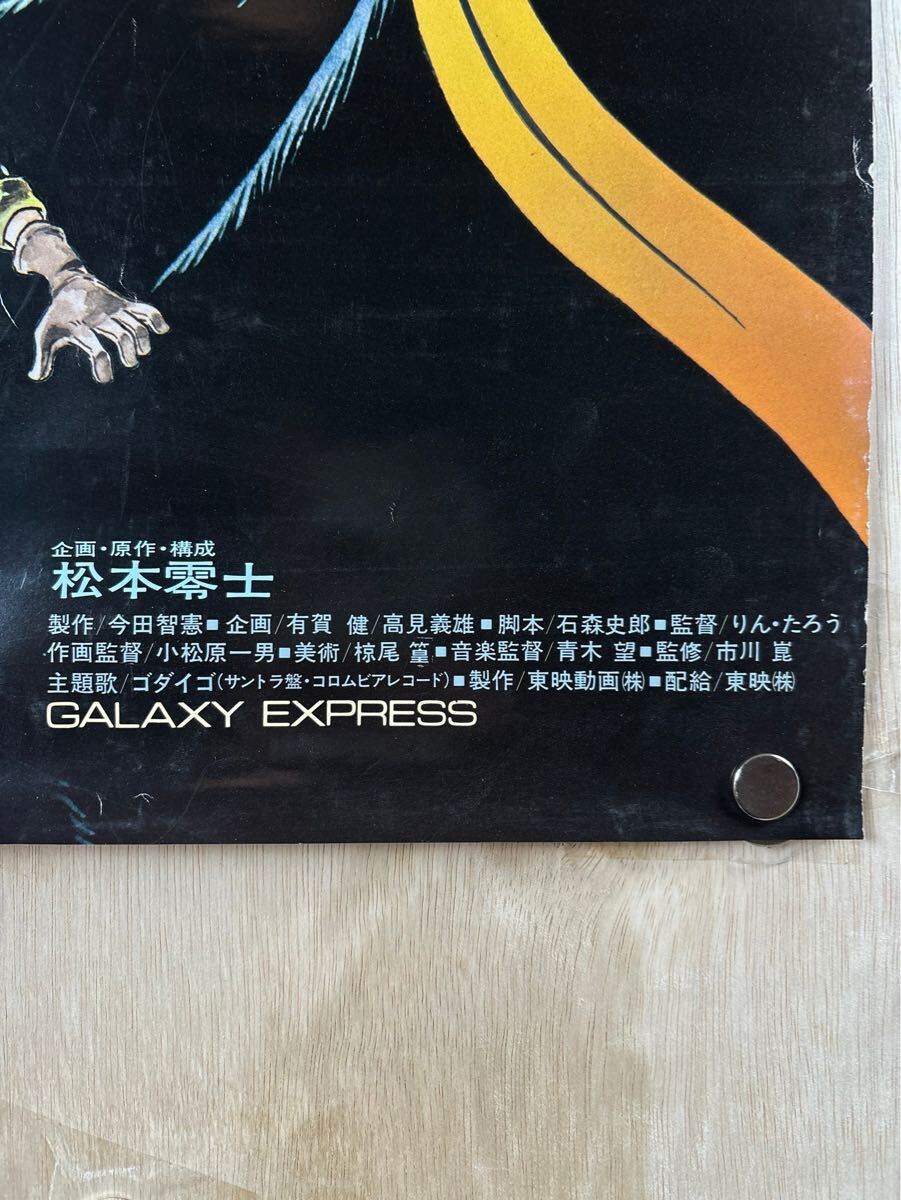 企画・原作・構成
松本零士
製作/今田智憲■企画/有賀 健/高見義雄■脚本/石森史郎■監督/りん・たろう
作画監督/小松原一男■美術/椋尾 篁■音楽監督/青木 望■監修/市川 崑
主題歌/ゴダイゴ(サントラ盤・コロムビアレコード)■製作/東映動画㈱■配給/東映㈱
GALAXY EXPRESS